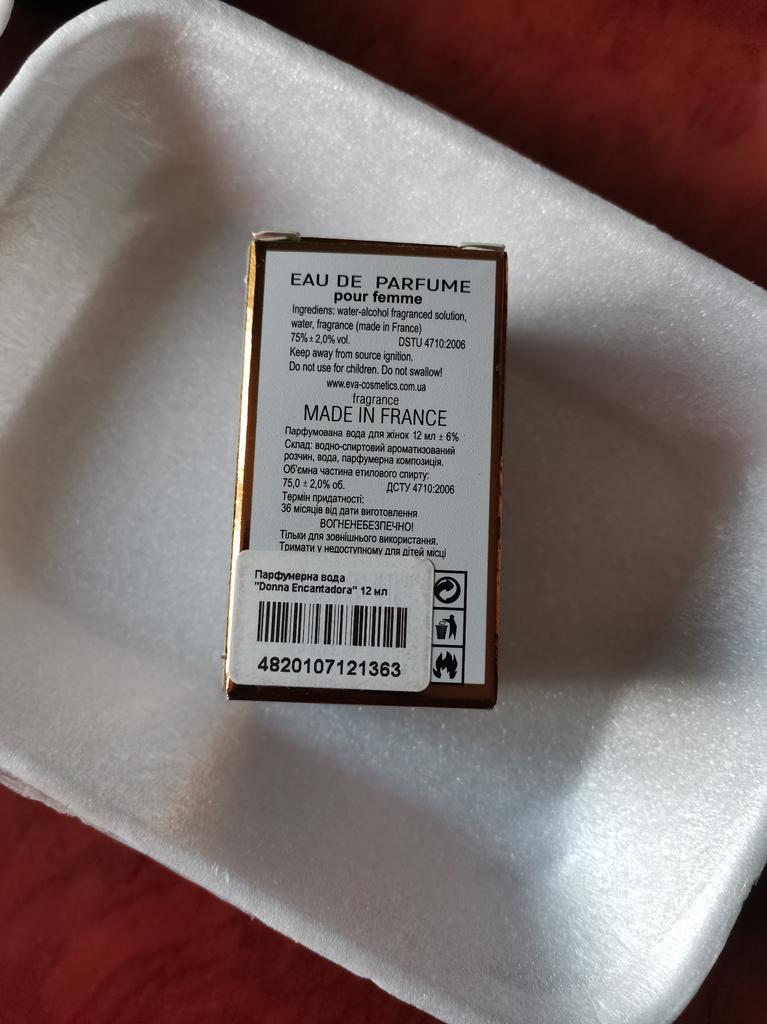 EAU DE PARFUME
pour femme
Ingrediens: water-alcohol fragranced solution,
water, fragrance (made in France)
75% ± 2,0% vol. DSTU 4710:2006
Keep away from source ignition.
Do not use for children. Do not swallow!
www.eva-cosmetics.com.ua
fragrance
MADE IN FRANCE
Парфумована вода для жінок 12 мл ± 6%
Склад: водно-спиртовий ароматизований
розчин, вода, парфумерна композиція.
Об'ємна частина етилового спирту:
75,0 ± 2,0% об. ДСТУ 4710:2006
Термін придатності:
36 місяців від дати виготовлення
ВОГНЕНЕБЕЗПЕЧНО!
Тільки для зовнішнього використання.
Тримати у недоступному для дітей місці
Парфумерна вода
"Donna Encantadora" 12 мл
4820107121363